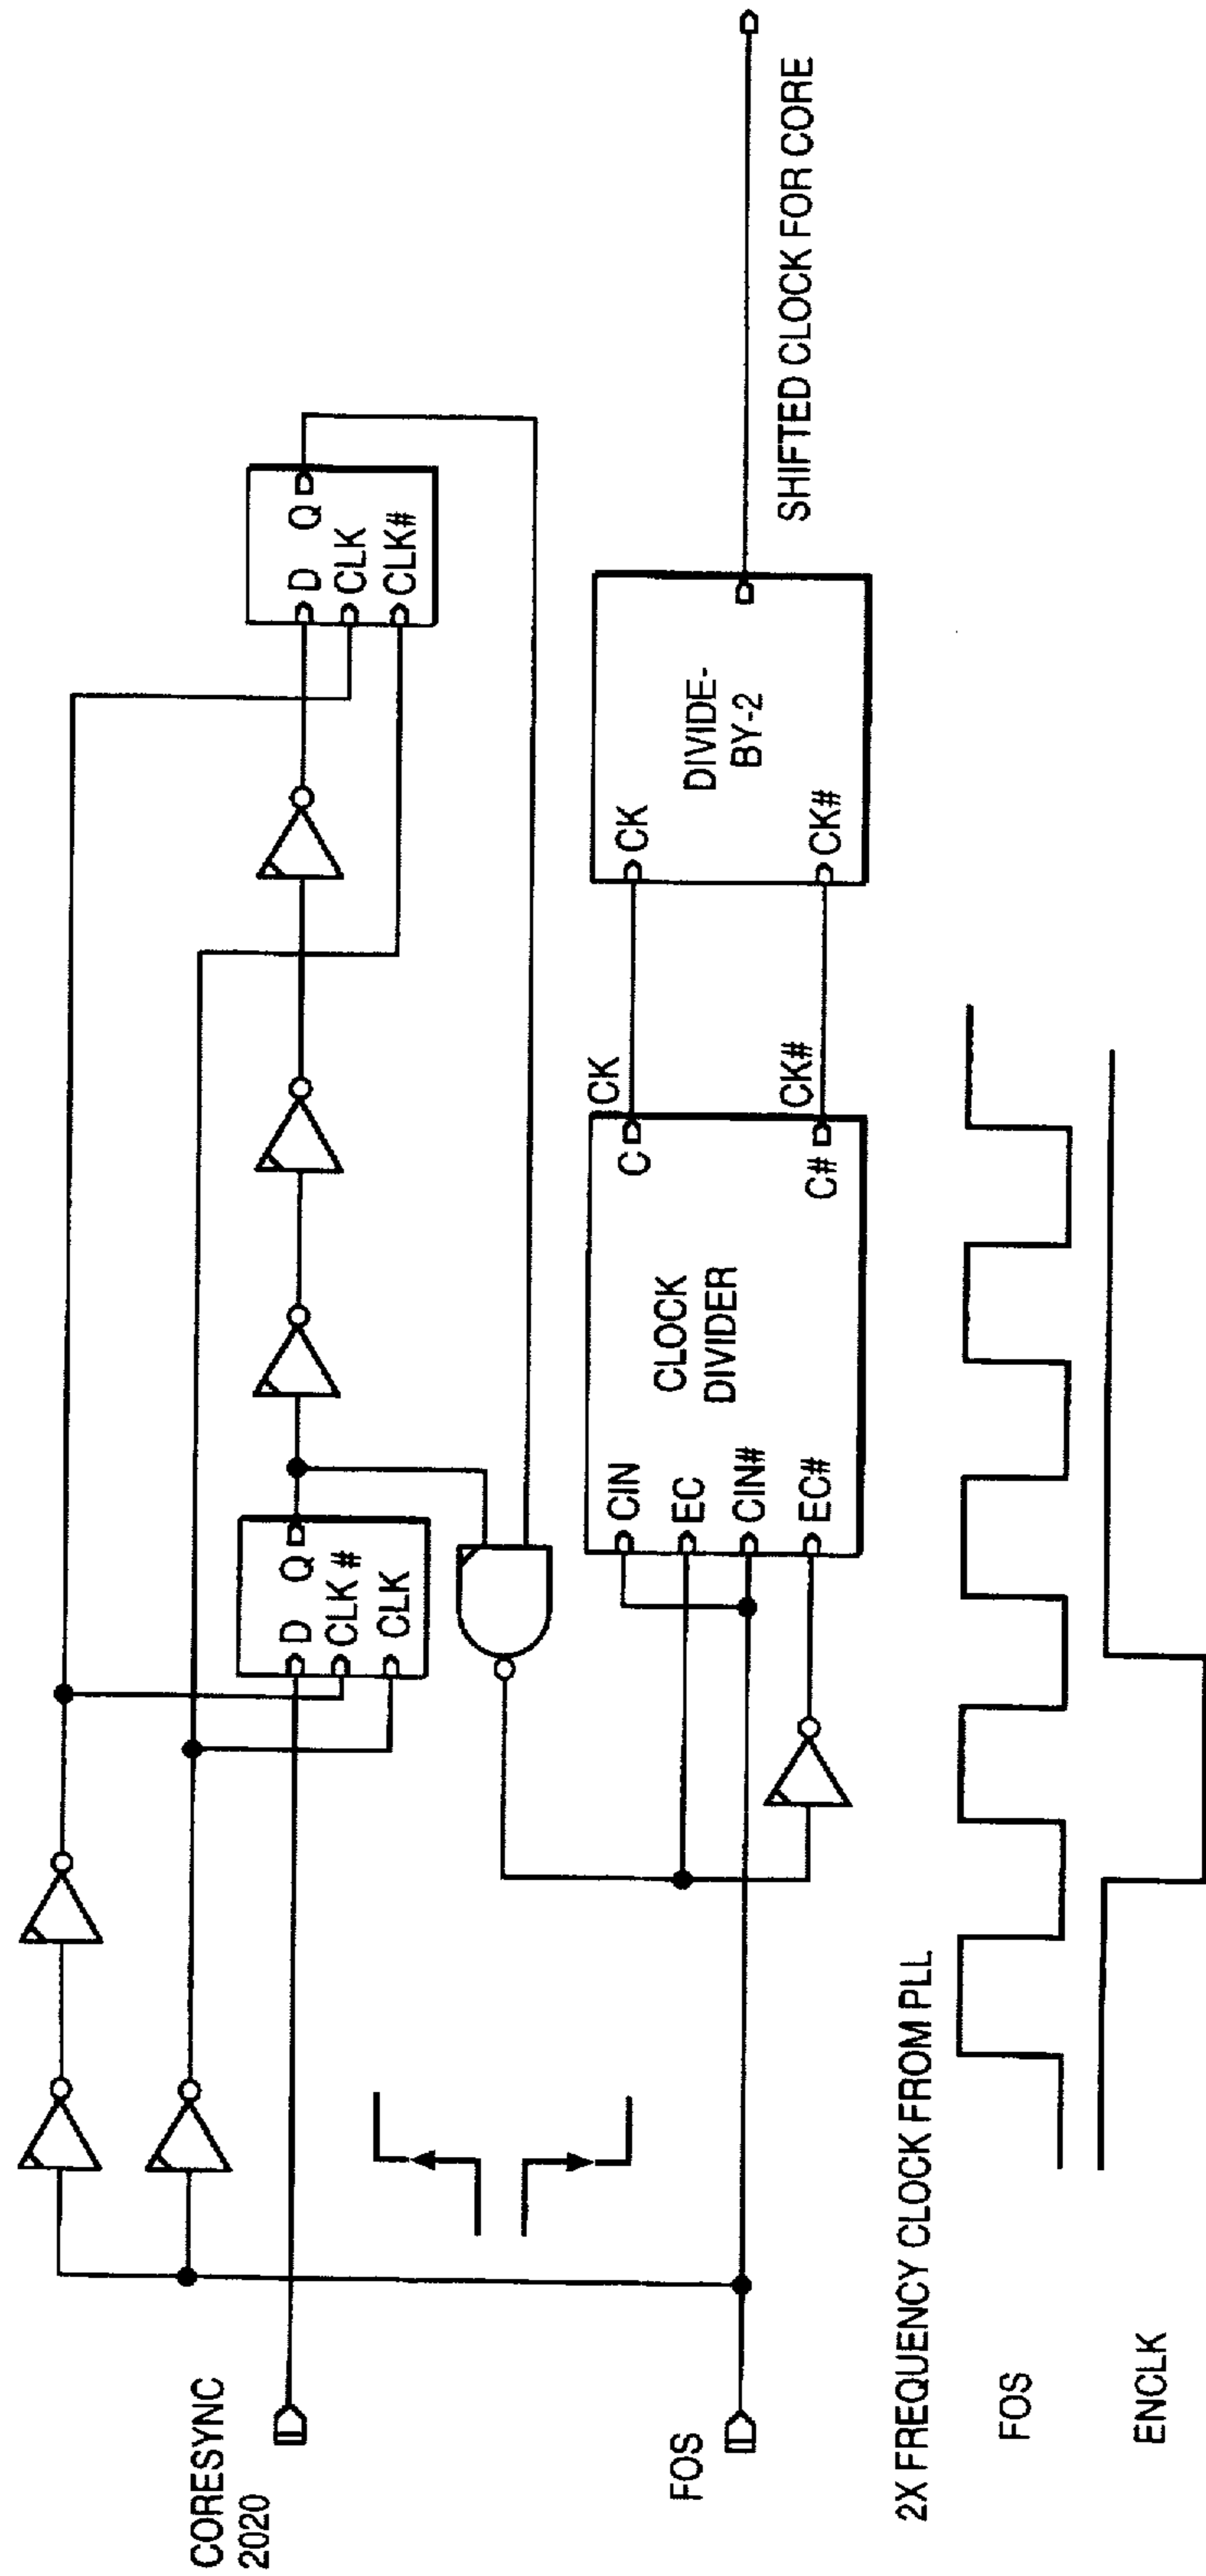 CORESYNC
2020
D Q
CLK #
CLK
D Q
CLK
CLK#
FOS
CIN
EC
CIN#
EC#
CLOCK
DIVIDER
C
C#
CK
CK#
CK
CK#
DIVIDE-
BY-2
SHIFTED CLOCK FOR CORE
2X FREQUENCY CLOCK FROM PLL
FOS
ENCLK